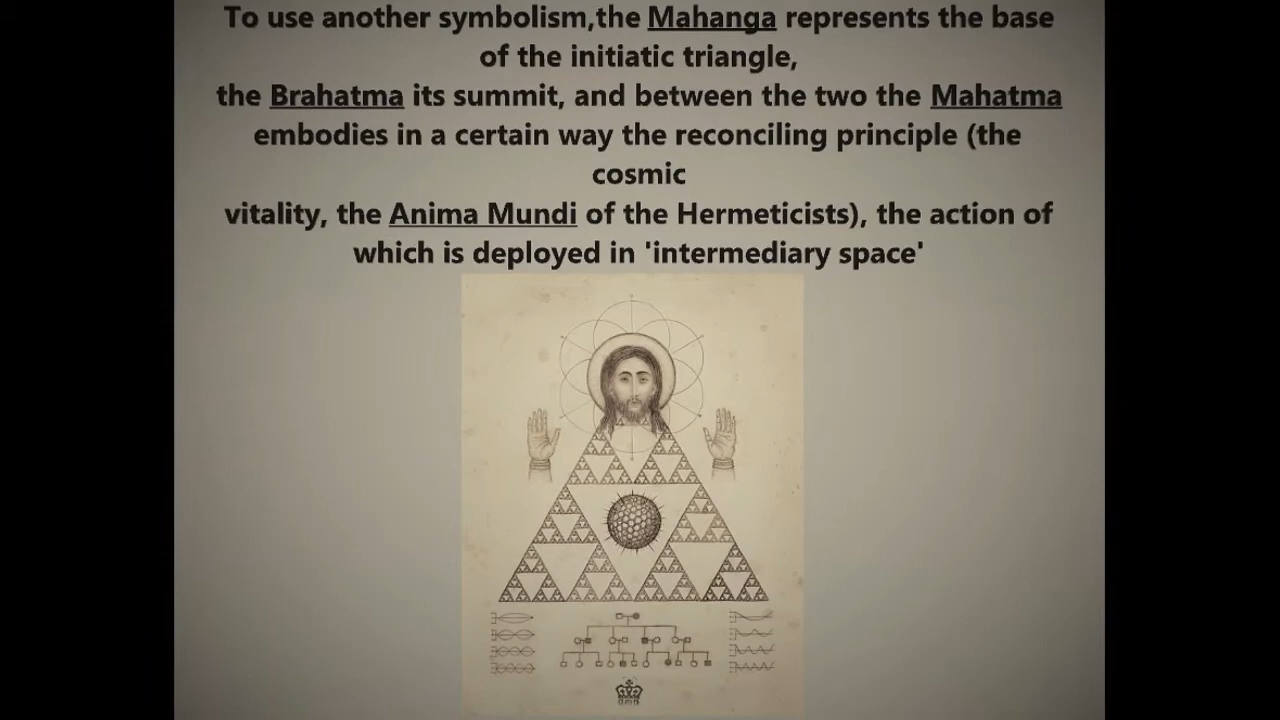 To use another symbolism,the Mahanga represents the base
of the initiatic triangle,
the Brahatma its summit, and between the two the Mahatma
embodies in a certain way the reconciling principle (the
cosmic
vitality, the Anima Mundi of the Hermeticists), the action of
which is deployed in 'intermediary space'